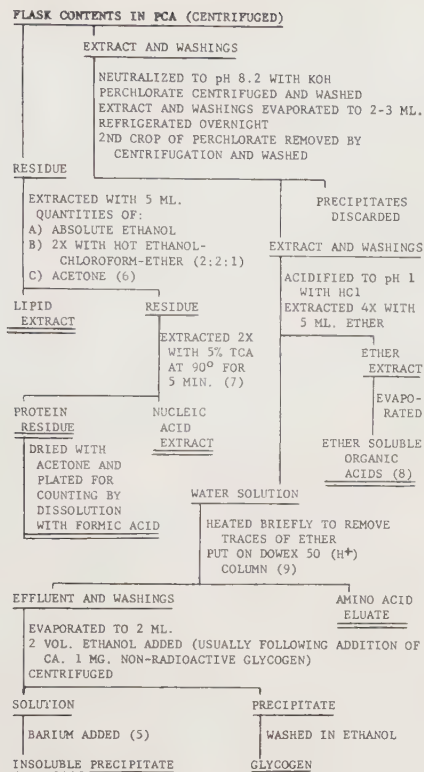 FLASK CONTENTS IN PCA (CENTRIFUGED)
EXTRACT AND WASHINGS
NEUTRALIZED TO pH 8.2 WITH KOH
PERCHLORATE CENTRIFUGED AND WASHED
EXTRACT AND WASHINGS EVAPORATED TO 2-3 ML.
REFRIGERATED OVERNIGHT
2ND CROP OF PERCHLORATE REMOVED BY
CENTRIFUGATION AND WASHED
RESIDUE
EXTRACTED WITH 5 ML.
QUANTITIES OF:
A) ABSOLUTE ETHANOL
B) 2X WITH HOT ETHANOL-
CHLOROFORM-ETHER (2:2:1)
C) ACETONE (6)
PRECIPITATES
DISCARDED
EXTRACT AND WASHINGS
ACIDIFIED TO pH 1
WITH HCl
EXTRACTED 4X WITH
5 ML. ETHER
LIPID
EXTRACT
RESIDUE
EXTRACTED 2X
WITH 5% TCA
AT 90° FOR
5 MIN. (7)
ETHER
EXTRACT
EVAPO-
RATED
ETHER SOLUBLE
ORGANIC
ACIDS (8)
PROTEIN
RESIDUE
DRIED WITH
ACETONE AND
PLATED FOR
COUNTING BY
DISSOLUTION
WITH FORMIC ACID
NUCLEIC
ACID
EXTRACT
WATER SOLUTION
HEATED BRIEFLY TO REMOVE
TRACES OF ETHER
PUT ON DOWEX 50 (H+)
COLUMN (9)
EFFLUENT AND WASHINGS
AMINO ACID
ELUATE
EVAPORATED TO 2 ML.
2 VOL. ETHANOL ADDED (USUALLY FOLLOWING ADDITION OF
CA. 1 MG. NON-RADIOACTIVE GLYCOGEN)
CENTRIFUGED
SOLUTION
BARIUM ADDED (5)
INSOLUBLE PRECIPITATE
PRECIPITATE
WASHED IN ETHANOL
GLYCOGEN